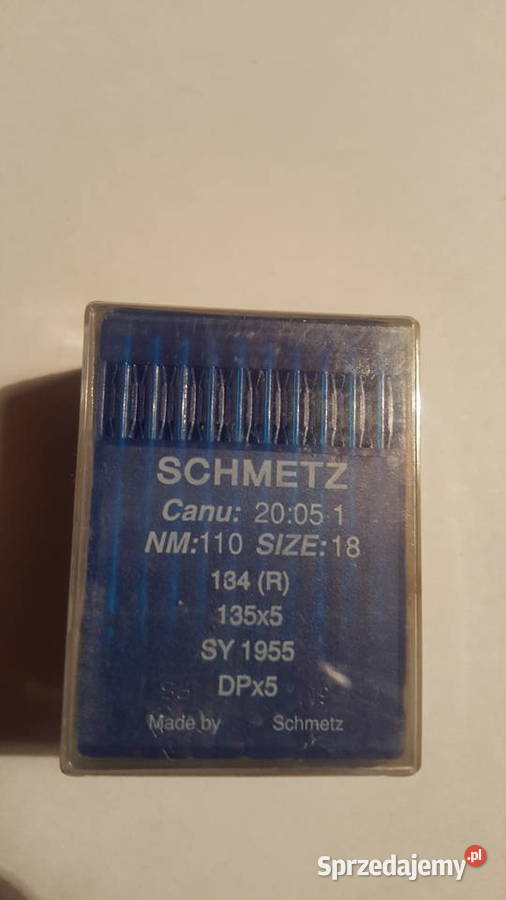 SCHMETZ
Canu: 20:05 1
NM:110 SIZE:18
134 (R)
135x5
SY 1955
DPx5
Made by Schmetz
Sprzedajemy.pl